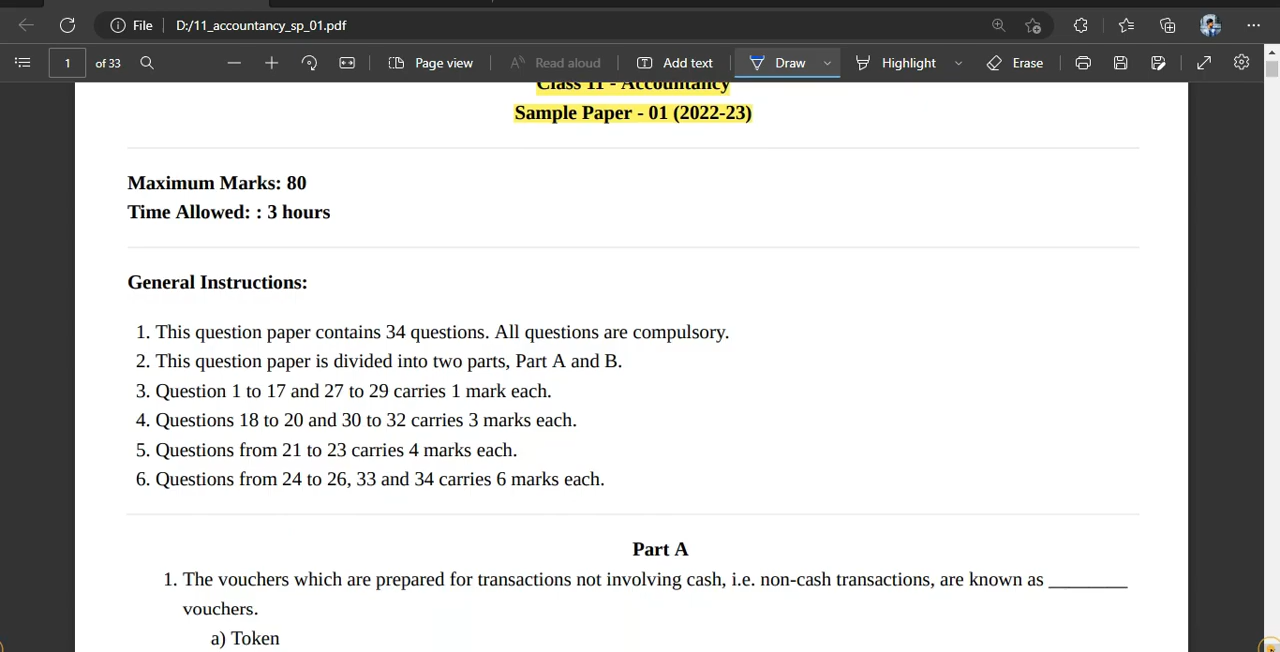 File D:/11_accountancy_sp_01.pdf
1 of 33 Page view Read aloud Add text Draw Highlight Erase
Class 11 - Accountancy
Sample Paper - 01 (2022-23)
Maximum Marks: 80
Time Allowed: : 3 hours
General Instructions:
1. This question paper contains 34 questions. All questions are compulsory.
2. This question paper is divided into two parts, Part A and B.
3. Question 1 to 17 and 27 to 29 carries 1 mark each.
4. Questions 18 to 20 and 30 to 32 carries 3 marks each.
5. Questions from 21 to 23 carries 4 marks each.
6. Questions from 24 to 26, 33 and 34 carries 6 marks each.
Part A
1. The vouchers which are prepared for transactions not involving cash, i.e. non-cash transactions, are known as ________
vouchers.
a) Token